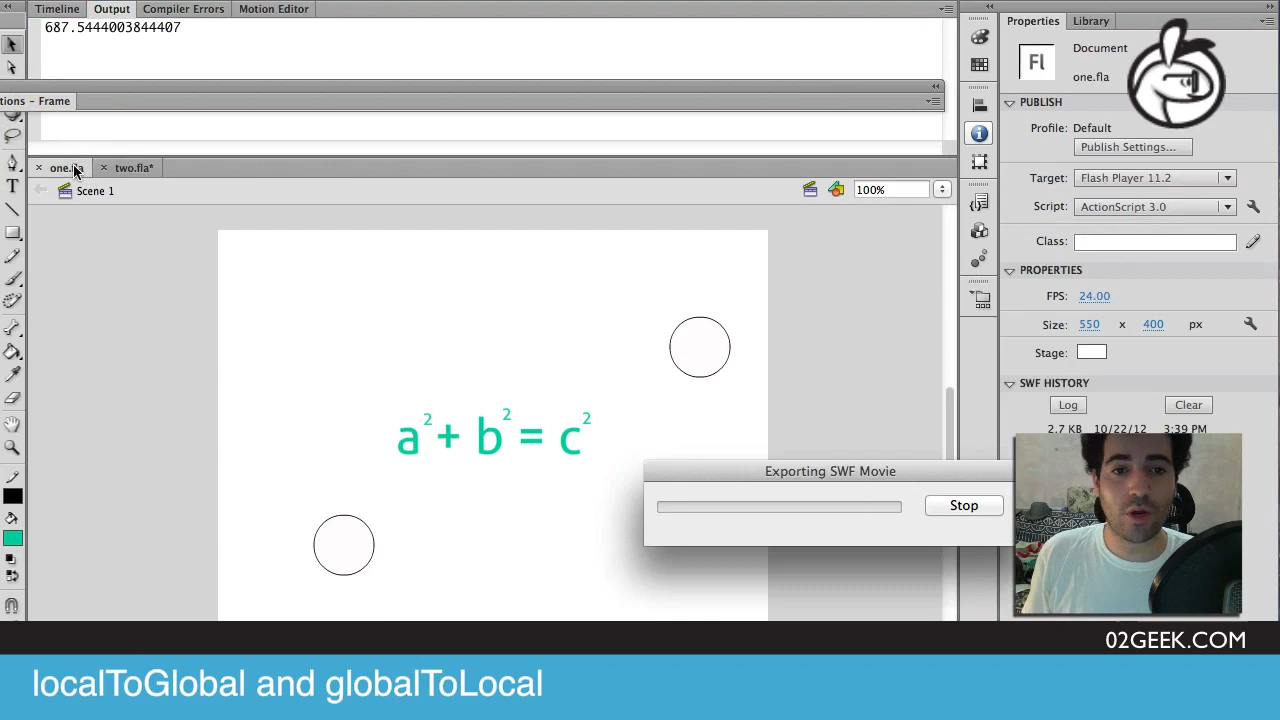 Timeline Output Compiler Errors Motion Editor
687.5444003844407
tions - Frame
one.fla two.fla*
Scene 1
100%
a² + b² = c²
Exporting SWF Movie
Stop
Properties Library
Fl
Document
one.fla
PUBLISH
Profile: Default
Publish Settings...
Target: Flash Player 11.2
Script: ActionScript 3.0
Class:
PROPERTIES
FPS: 24.00
Size: 550 x 400 px
Stage:
SWF HISTORY
Log Clear
2.7 KB 10/22/12 3:39 PM
02GEEK.COM
localToGlobal and globalToLocal